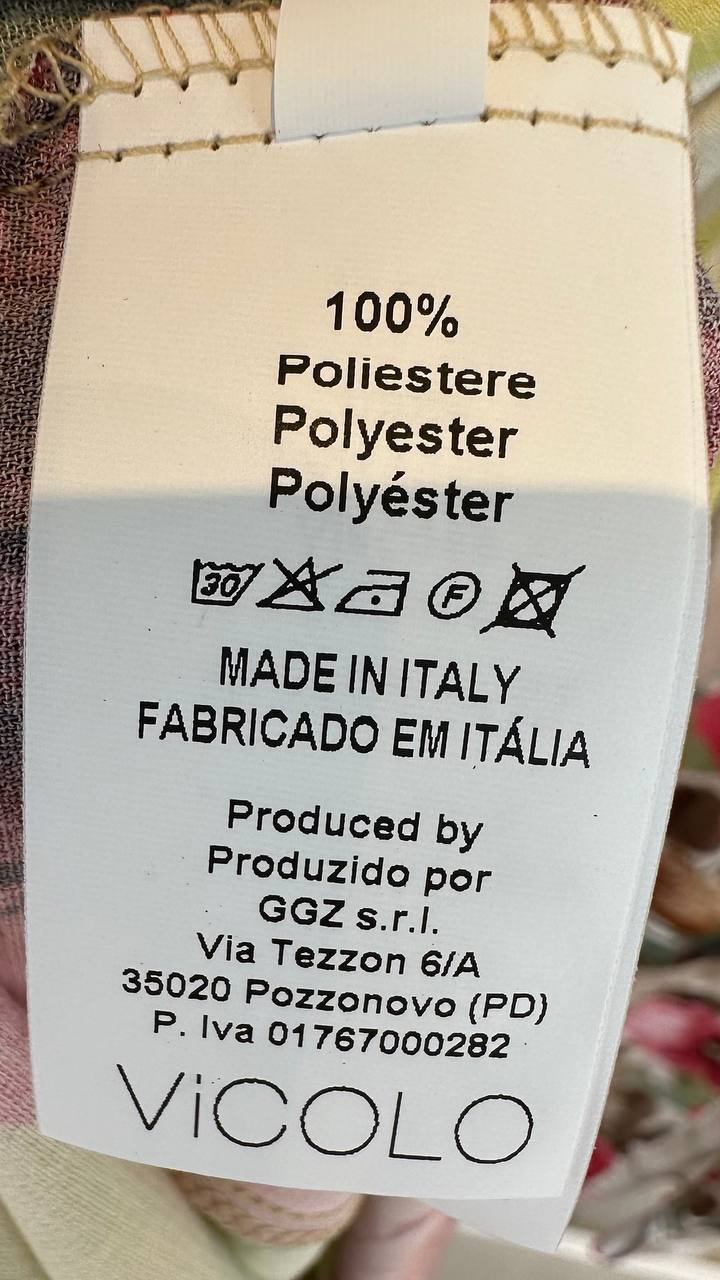 100%
Poliestere
Polyester
Polyéster
30 F
MADE IN ITALY
FABRICADO EM ITÁLIA
Produced by
Produzido por
GGZ s.r.l.
Via Tezzon 6/A
35020 Pozzonovo (PD)
P. Iva 01767000282
ViCOLO